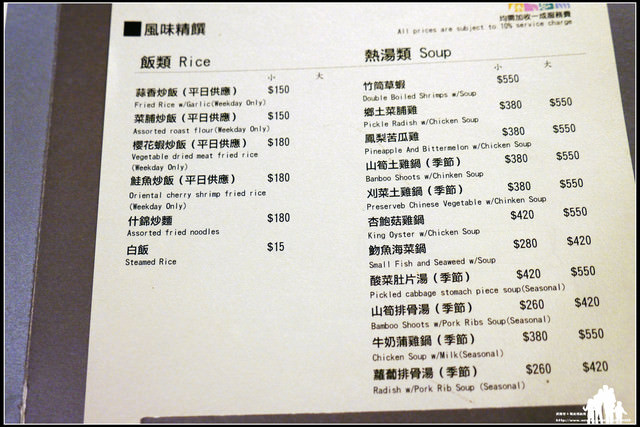 風味精饌
均需加收一成服務費
All prices are subject to 10% service charge
飯類 Rice
小 大
蒜香炒飯（平日供應） $150
Fried Rice w/Garlic(Weekday Only)
菜脯炒飯（平日供應） $150
Assorted roast flour(Weekday Only)
櫻花蝦炒飯（平日供應） $180
Vegetable dried meat fried rice
(Weekday Only)
鮭魚炒飯（平日供應） $180
Oriental cherry shrimp fried rice
(Weekday Only)
什錦炒麵 $180
Assorted fried noodles
白飯 $15
Steamed Rice
熱湯類 Soup
小 大
竹筒草蝦 $550
Double Boiled Shrimps w/Soup
鄉土菜脯雞 $380 $550
Pickle Radish w/Chicken Soup
鳳梨苦瓜雞 $380 $550
Pineapple And Bittermelon w/Chicken Soup
山筍土雞鍋（季節） $380 $550
Banboo Shoots w/Chinken Soup
刈菜土雞鍋（季節） $380 $550
Preserveb Chinese Vegetable w/Chinken Soup
杏鮑菇雞鍋 $420 $550
King Oyster w/Chicken Soup
魩魚海菜鍋 $280 $420
Small Fish and Seaweed w/Soup
酸菜肚片湯（季節） $420 $550
Pickled cabbage stomach piece soup(Seasonal)
山筍排骨湯（季節） $260 $420
Bamboo Shoots w/Pork Ribs Soup(Seasonal)
牛奶蒲雞鍋（季節） $380 $550
Chicken Soup w/Milk(Seasonal)
蘿蔔排骨湯（季節） $260 $420
Radish w/Pork Rib Soup (Seasonal)